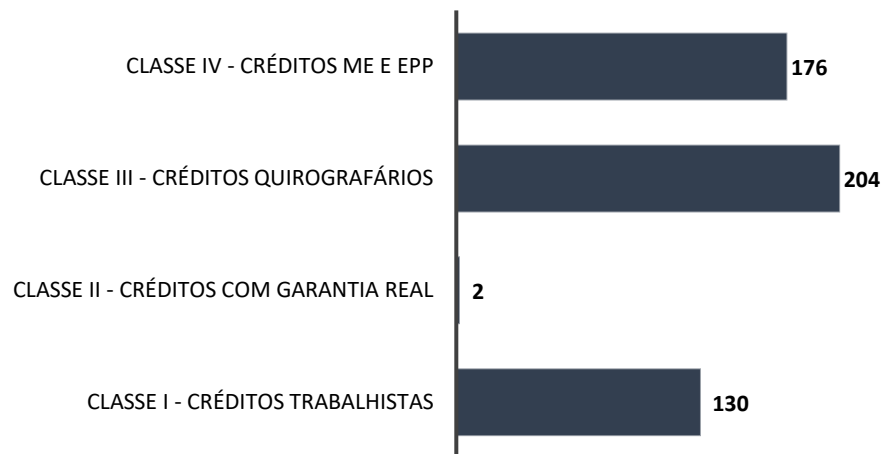 CLASSE IV - CRÉDITOS ME E EPP 176
CLASSE III - CRÉDITOS QUIROGRAFÁRIOS 204
CLASSE II - CRÉDITOS COM GARANTIA REAL 2
CLASSE I - CRÉDITOS TRABALHISTAS 130